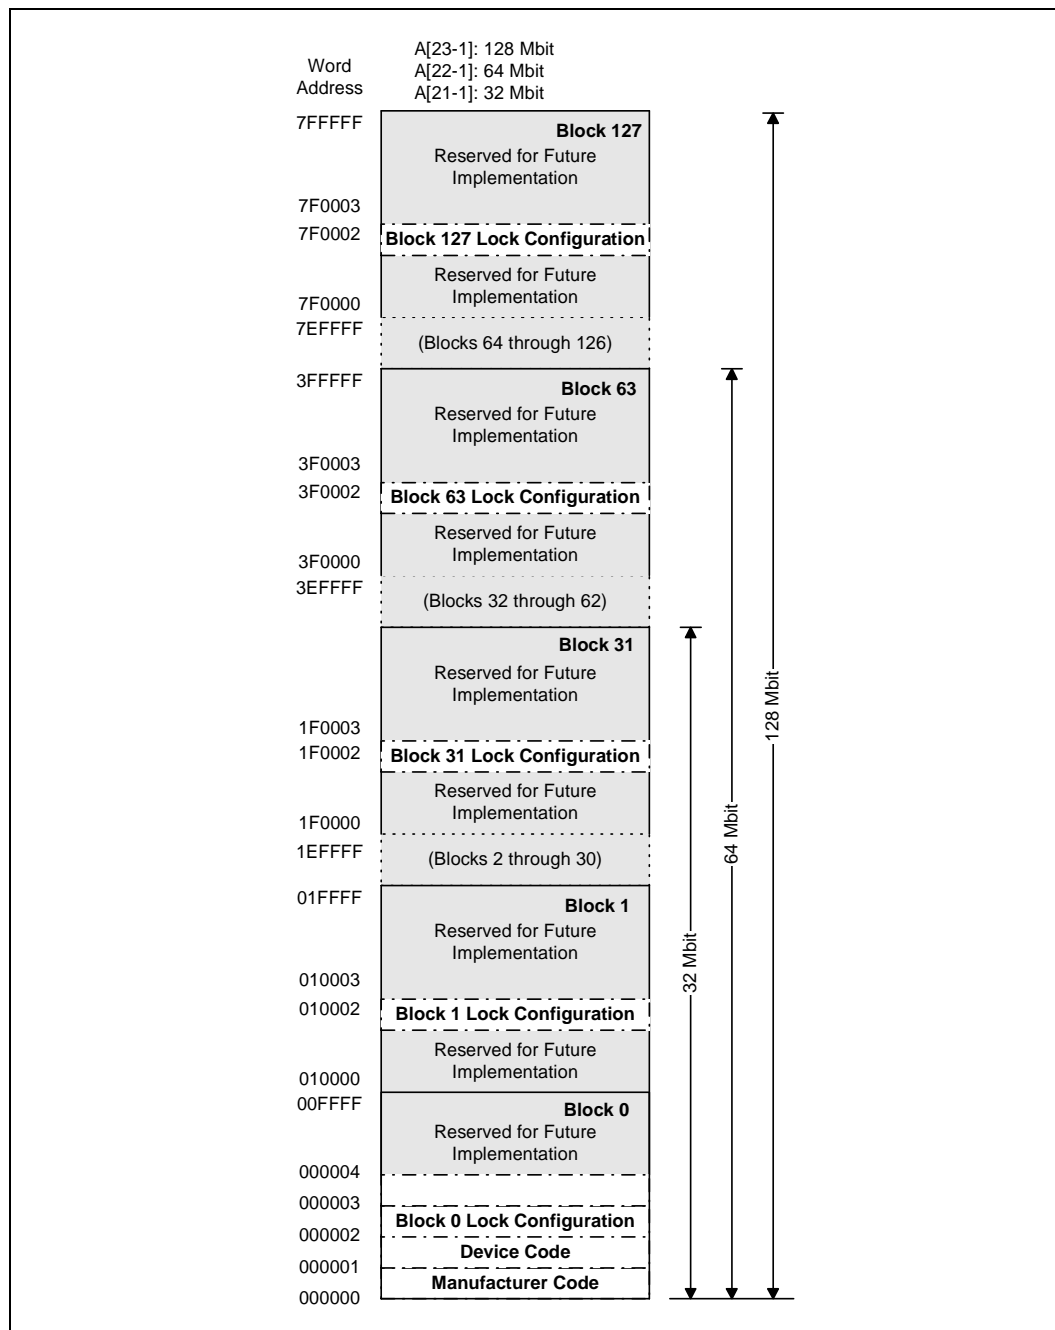 A[23-1]: 128 Mbit
A[22-1]: 64 Mbit
A[21-1]: 32 Mbit
Word
Address
7FFFFF
Block 127
Reserved for Future
Implementation
7F0003
7F0002
Block 127 Lock Configuration
Reserved for Future
Implementation
7F0000
7EFFFF
(Blocks 64 through 126)
3FFFFF
Block 63
Reserved for Future
Implementation
3F0003
3F0002
Block 63 Lock Configuration
Reserved for Future
Implementation
3F0000
3EFFFF
(Blocks 32 through 62)
Block 31
Reserved for Future
Implementation
1F0003
1F0002
Block 31 Lock Configuration
Reserved for Future
Implementation
1F0000
1EFFFF
(Blocks 2 through 30)
01FFFF
Block 1
Reserved for Future
Implementation
010003
010002
Block 1 Lock Configuration
Reserved for Future
Implementation
010000
00FFFF
Block 0
Reserved for Future
Implementation
000004
000003
Block 0 Lock Configuration
000002
Device Code
000001
Manufacturer Code
000000
32 Mbit
64 Mbit
128 Mbit